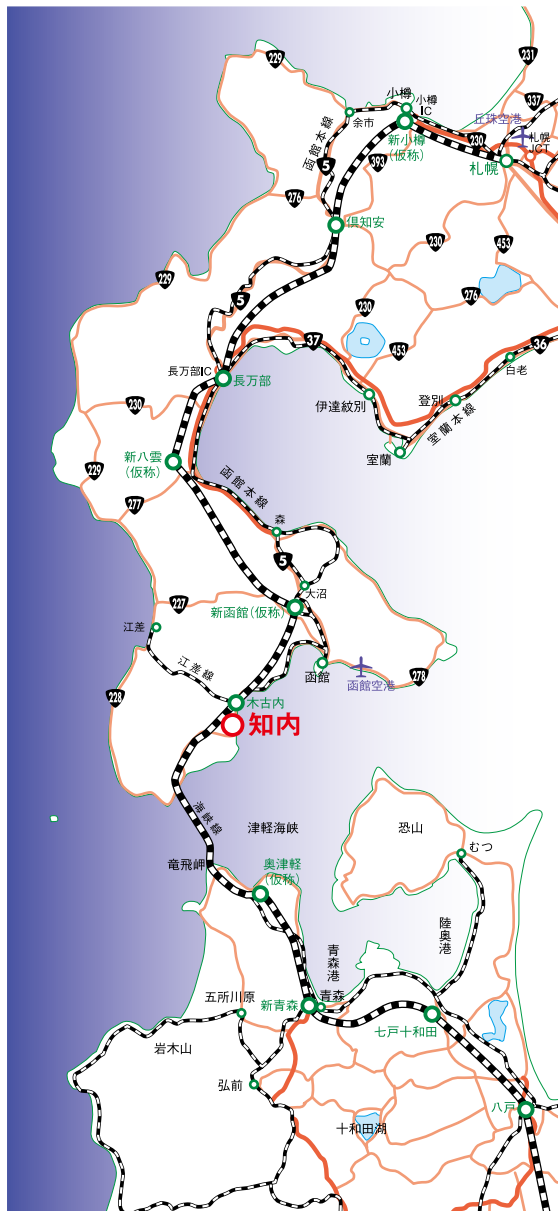 231
229
337
小樽
小樽
IC
丘珠空港
余市
函館本線
230
札幌
JCT
新小樽
(仮称)
393
5
札幌
276
倶知安
230
453
229
276
5
230
37
453
36
長万部IC
長万部
白老
230
伊達紋別
登別
室蘭本線
新八雲
(仮称)
室蘭
229
277
函館本線
森
5
大沼
227
新函館(仮称)
江差
江差線
函館
函館空港
278
228
木古内
知内
海峡線
津軽海峡
恐山
むつ
竜飛岬
奥津軽
(仮称)
陸奥港
青森港
五所川原
新青森
青森
七戸十和田
岩木山
弘前
八戸
十和田湖